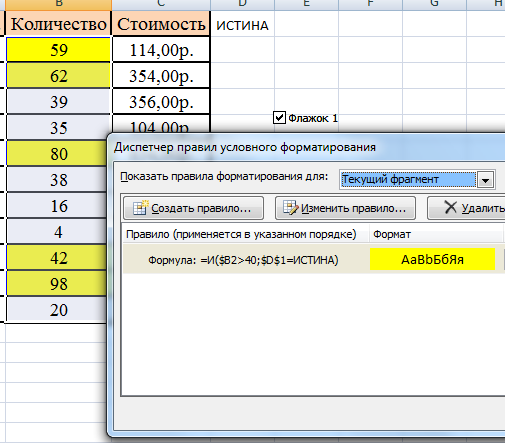 B C D E F G H
Количество Стоимость ИСТИНА
59 114,00р.
62 354,00р.
39 356,00р.
35 104,00р.
Флажок 1
80
38
16
4
42
98
20
Диспетчер правил условного форматирования
Показать правила форматирования для: Текущий фрагмент
Создать правило... Изменить правило... Удалить
Правило (применяется в указанном порядке) Формат
Формула: =И($B2>40;$D$1=ИСТИНА) АаВbБбЯя